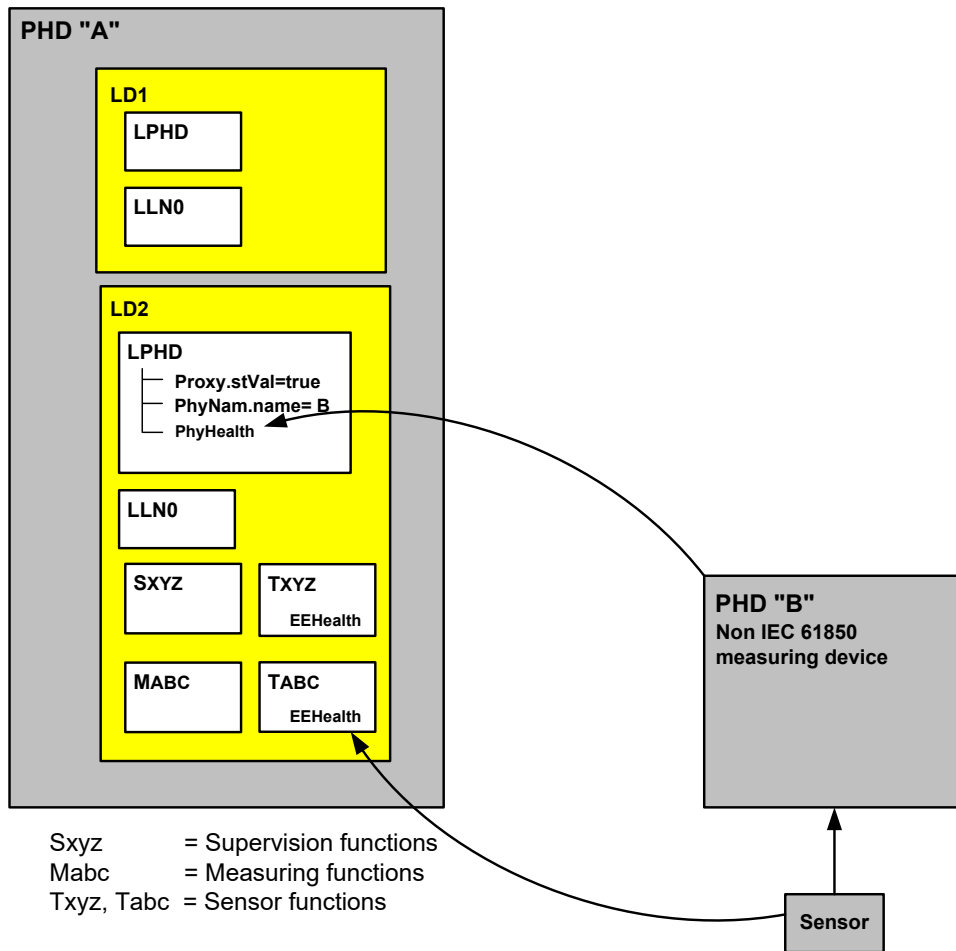 PHD "A"
LD1
LPHD
LLN0
LD2
LPHD
Proxy.stVal=true
PhyNam.name= B
PhyHealth
LLN0
SXYZ
TXYZ
EEHealth
MABC
TABC
EEHealth
PHD "B"
Non IEC 61850
measuring device
Sensor
Sxyz = Supervision functions
Mabc = Measuring functions
Txyz, Tabc = Sensor functions